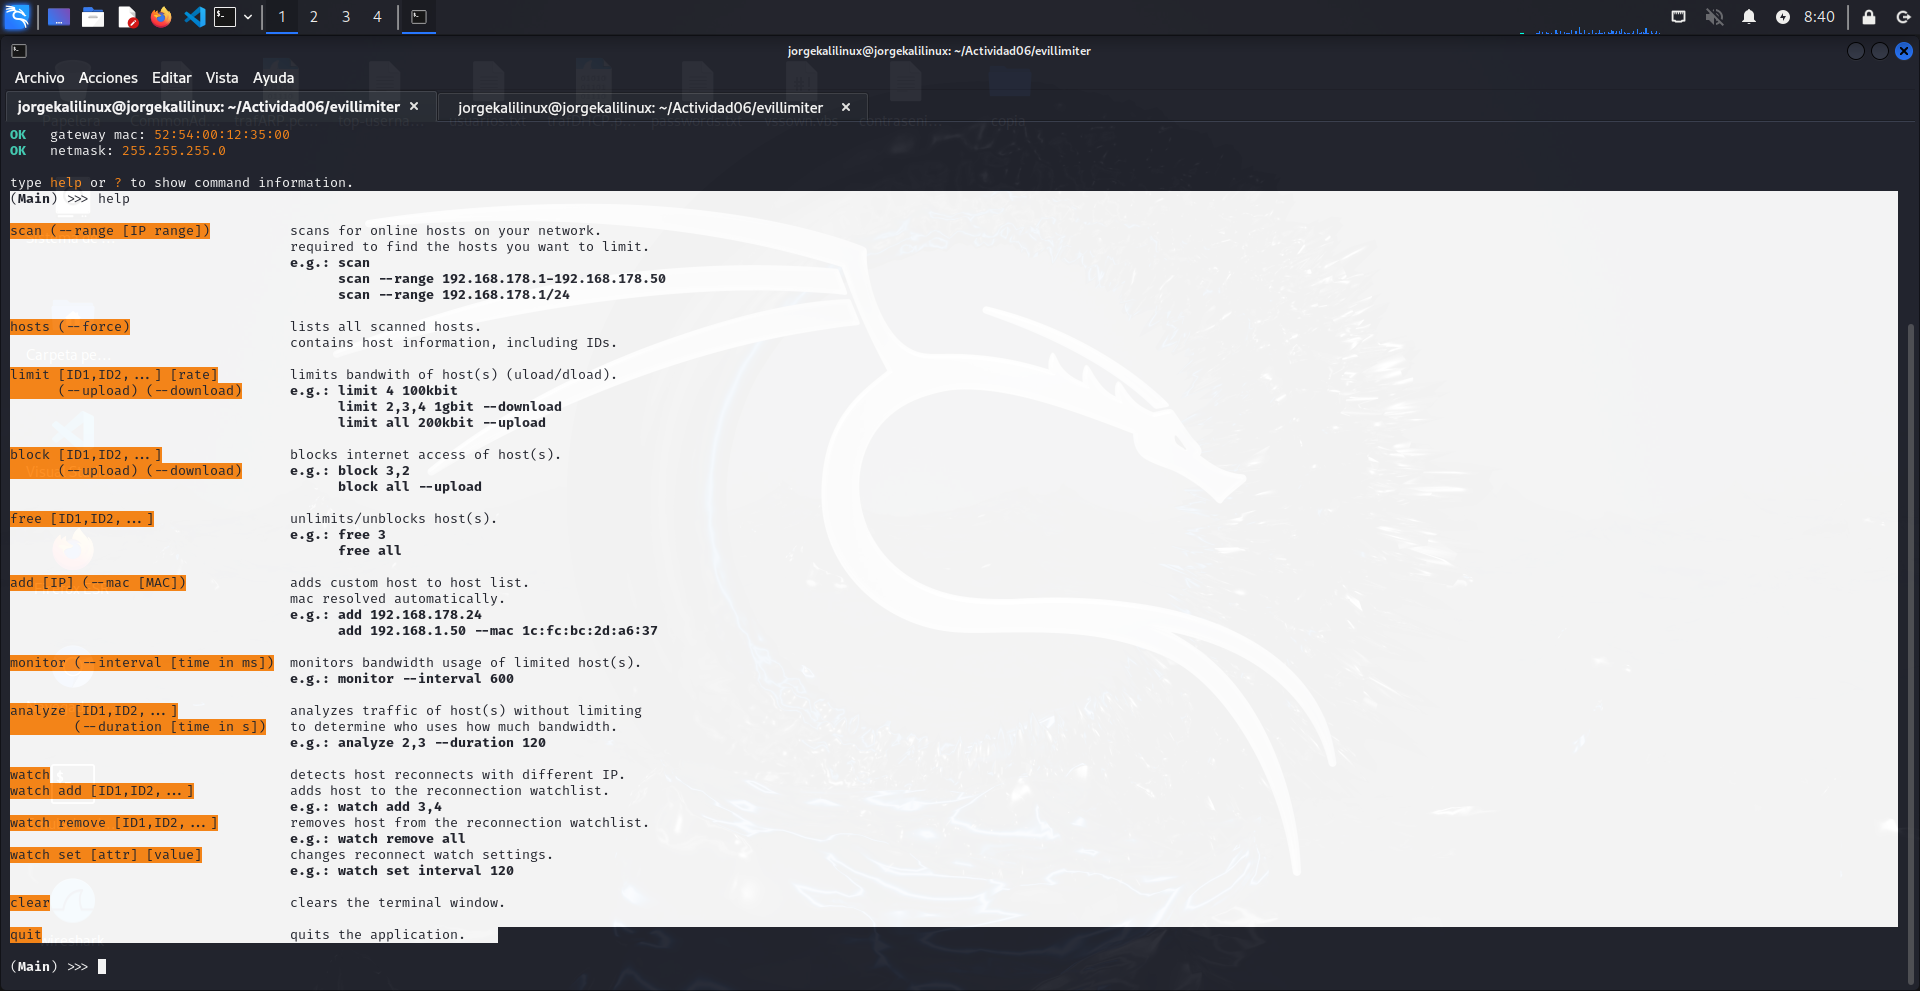 1 2 3 4
8:40
jorgekalilinux@jorgekalilinux: ~/Actividad06/evillimiter
Archivo Acciones Editar Vista Ayuda
jorgekalilinux@jorgekalilinux: ~/Actividad06/evillimiter × jorgekalilinux@jorgekalilinux: ~/Actividad06/evillimiter ×
OK gateway mac: 52:54:00:12:35:00
OK netmask: 255.255.255.0
type help or ? to show command information.
(Main) >>> help
scan (--range [IP range]) scans for online hosts on your network.
required to find the hosts you want to limit.
e.g.: scan
scan --range 192.168.178.1-192.168.178.50
scan --range 192.168.178.1/24
hosts (--force) lists all scanned hosts.
contains host information, including IDs.
Carpeta pe...
limit [ID1,ID2,...] [rate] limits bandwith of host(s) (uload/dload).
(--upload) (--download) e.g.: limit 4 100kbit
limit 2,3,4 1gbit --download
limit all 200kbit --upload
block [ID1,ID2,...] blocks internet access of host(s).
(--upload) (--download) e.g.: block 3,2
block all --upload
free [ID1,ID2,...] unlimits/unblocks host(s).
e.g.: free 3
free all
add [IP] (--mac [MAC]) adds custom host to host list.
mac resolved automatically.
e.g.: add 192.168.178.24
add 192.168.1.50 --mac 1c:fc:bc:2d:a6:37
monitor (--interval [time in ms]) monitors bandwidth usage of limited host(s).
e.g.: monitor --interval 600
analyze [ID1,ID2,...] analyzes traffic of host(s) without limiting
(--duration [time in s]) to determine who uses how much bandwidth.
e.g.: analyze 2,3 --duration 120
watch detects host reconnects with different IP.
watch add [ID1,ID2,...] adds host to the reconnection watchlist.
e.g.: watch add 3,4
watch remove [ID1,ID2,...] removes host from the reconnection watchlist.
e.g.: watch remove all
watch set [attr] [value] changes reconnect watch settings.
e.g.: watch set interval 120
clear clears the terminal window.
quit quits the application.
(Main) >>>